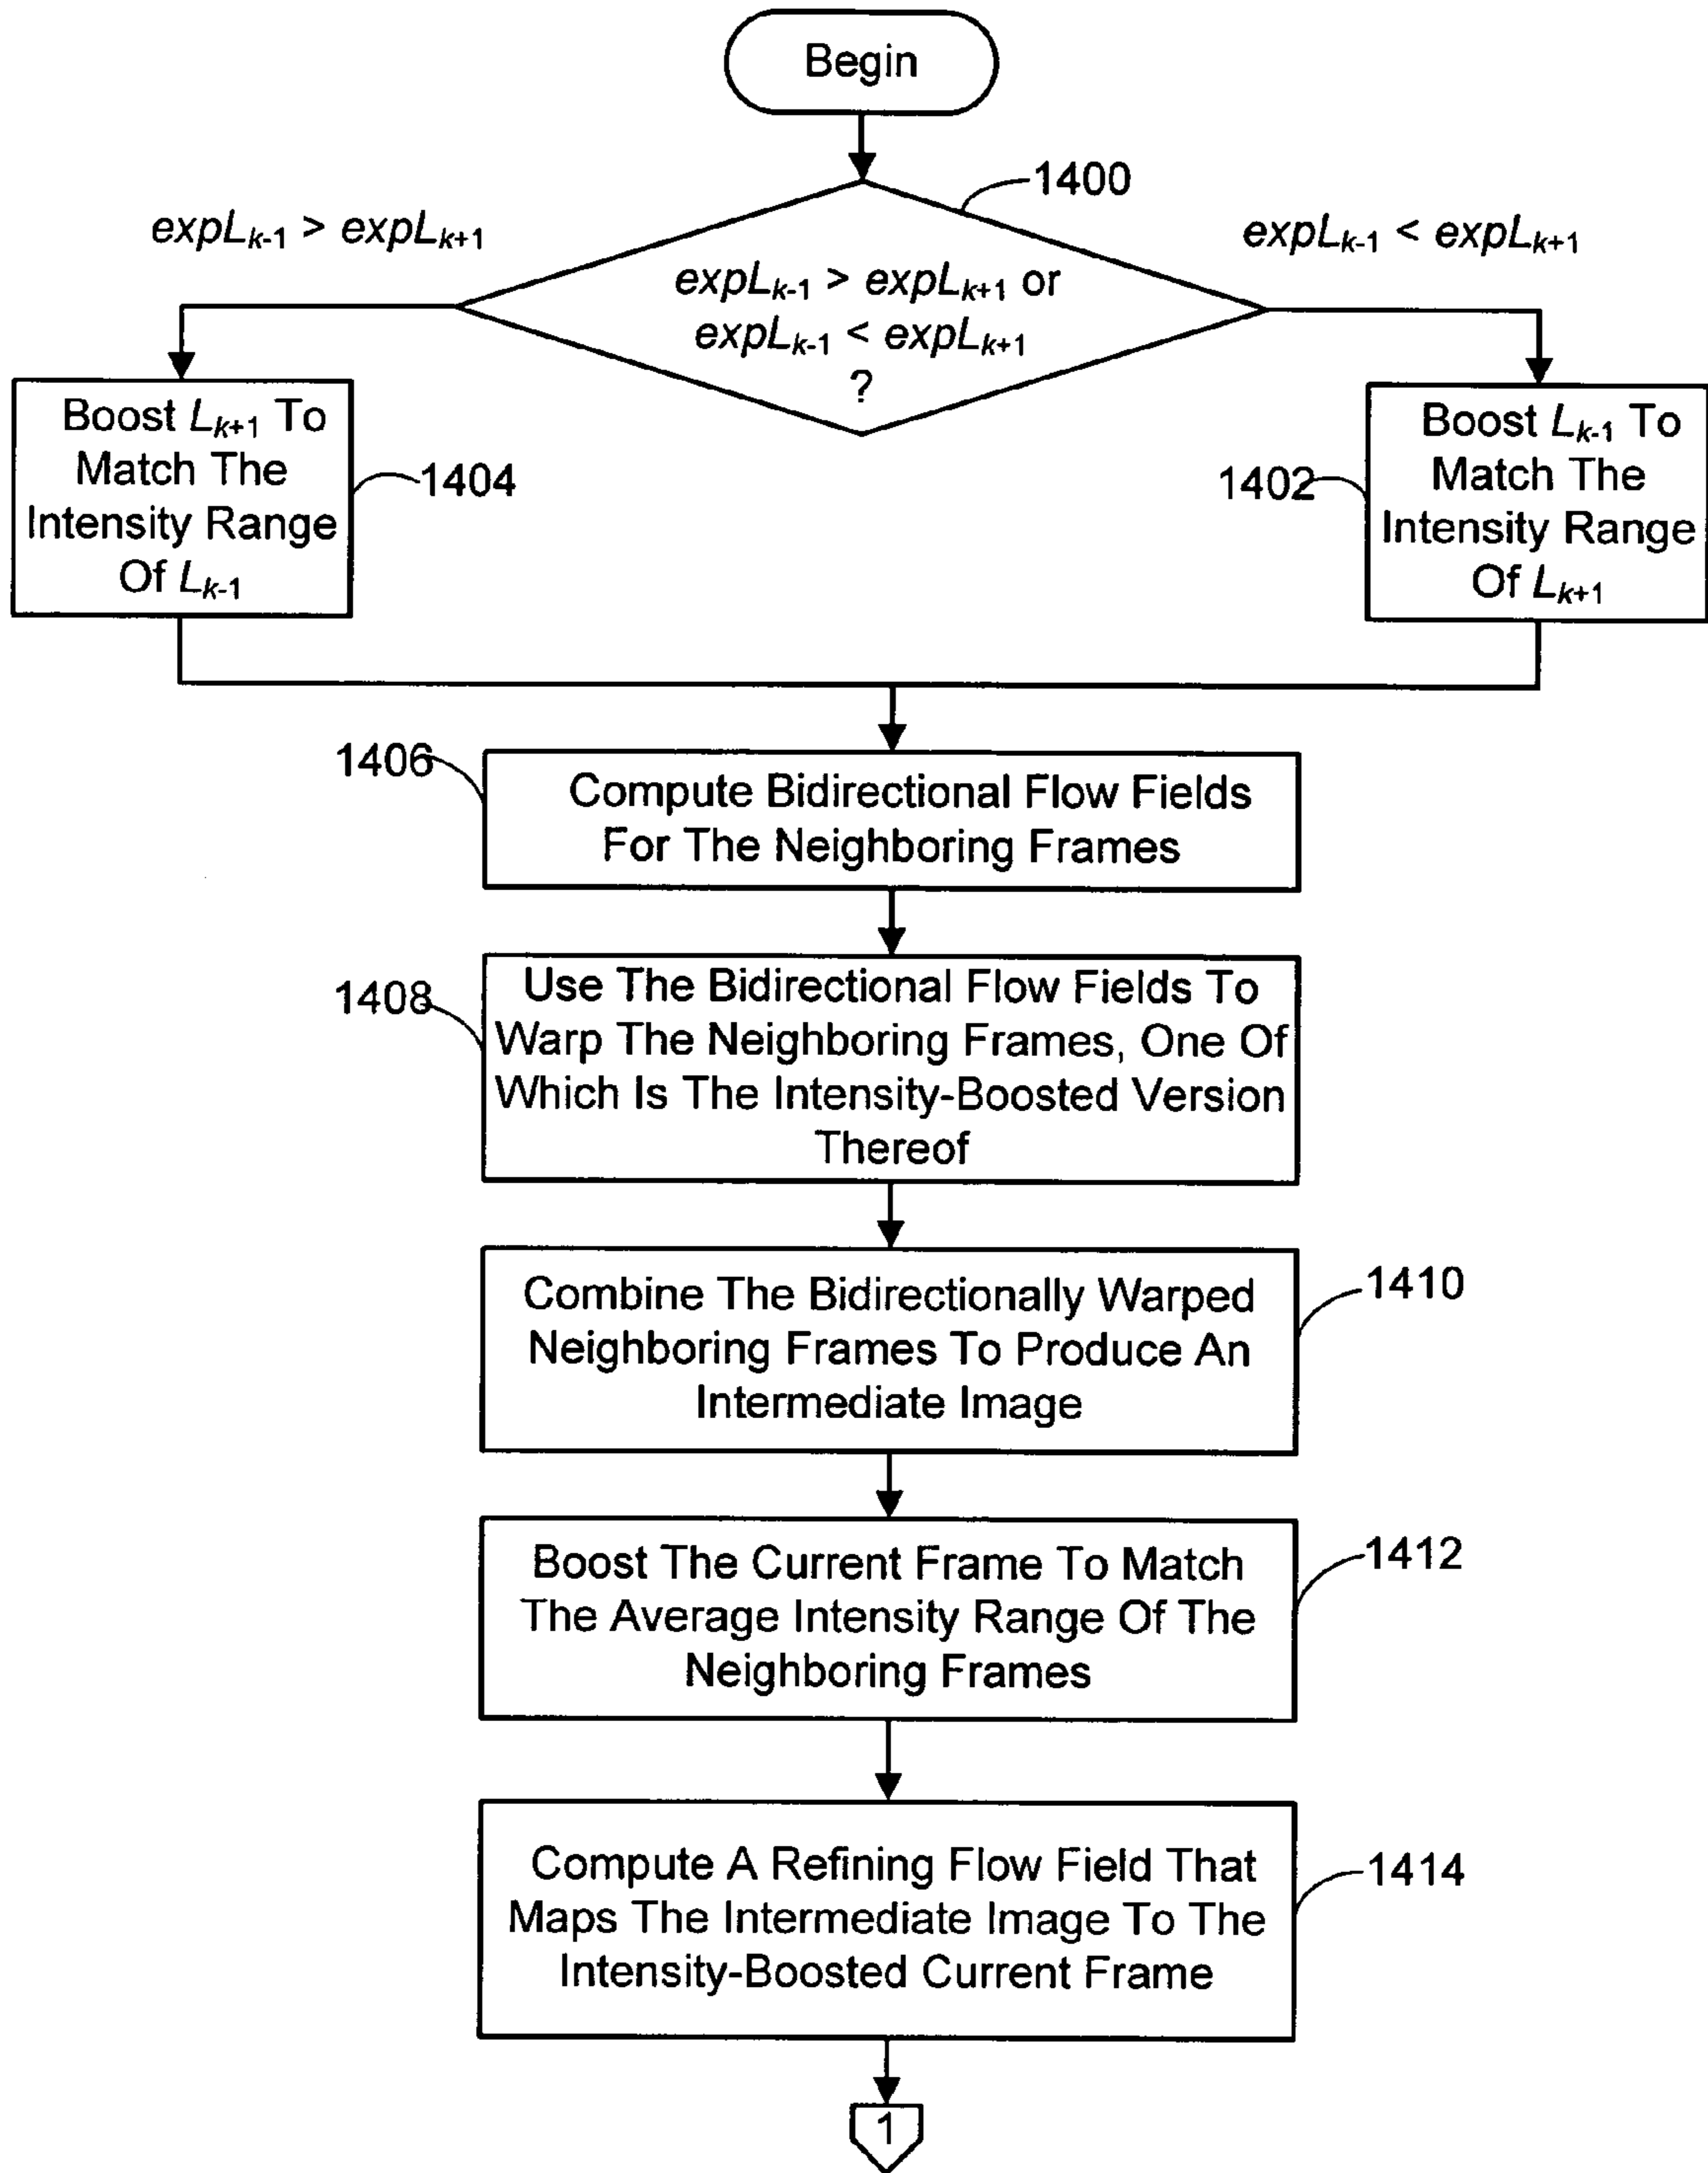 Begin
1400
expLk-1 > expLk+1
expLk-1 < expLk+1
expLk-1 > expLk+1 or
expLk-1 < expLk+1
?
Boost Lk+1 To
Match The
Intensity Range
Of Lk-1
1404
1402
Boost Lk-1 To
Match The
Intensity Range
Of Lk+1
1406
Compute Bidirectional Flow Fields
For The Neighboring Frames
1408
Use The Bidirectional Flow Fields To
Warp The Neighboring Frames, One Of
Which Is The Intensity-Boosted Version
Thereof
Combine The Bidirectionally Warped
Neighboring Frames To Produce An
Intermediate Image
1410
Boost The Current Frame To Match
The Average Intensity Range Of The
Neighboring Frames
1412
Compute A Refining Flow Field That
Maps The Intermediate Image To The
Intensity-Boosted Current Frame
1414
1